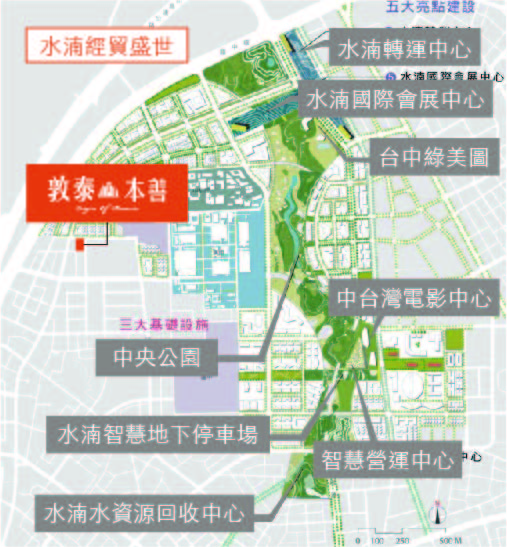 五大亮點建設
水湳經貿盛世
水湳轉運中心
水湳國際會展中心
水湳國際會展中心
台中綠美圖
敦泰 本善
中台灣電影中心
三大基礎設施
中央公園
水湳智慧地下停車場
智慧營運中心
中心
水湳水資源回收中心
0 100 250 500 M